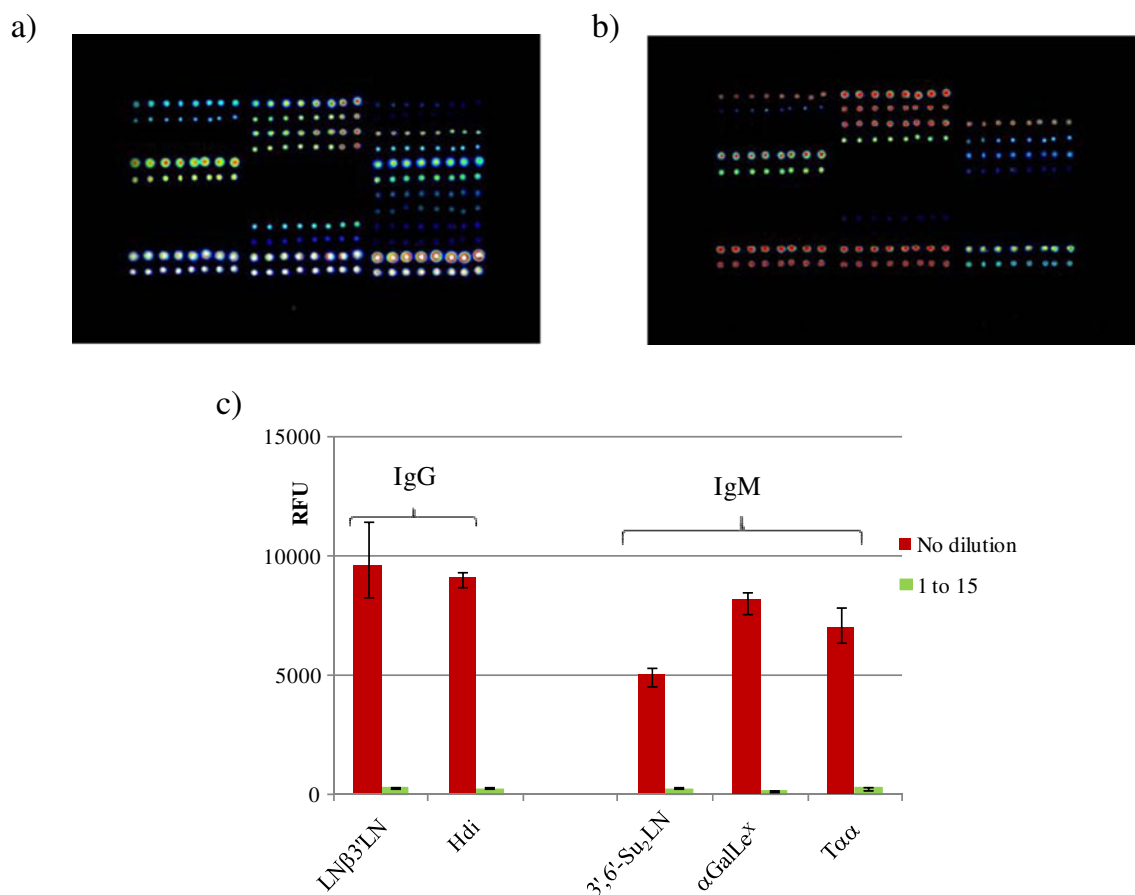 a)
b)
c)
15000
IgG
IgM
RFU
No dilution
10000
1 to 15
5000
0
LNβ3'LN
Hdi
3',6'-Su₂LN
αGalLeˣ
Tαα